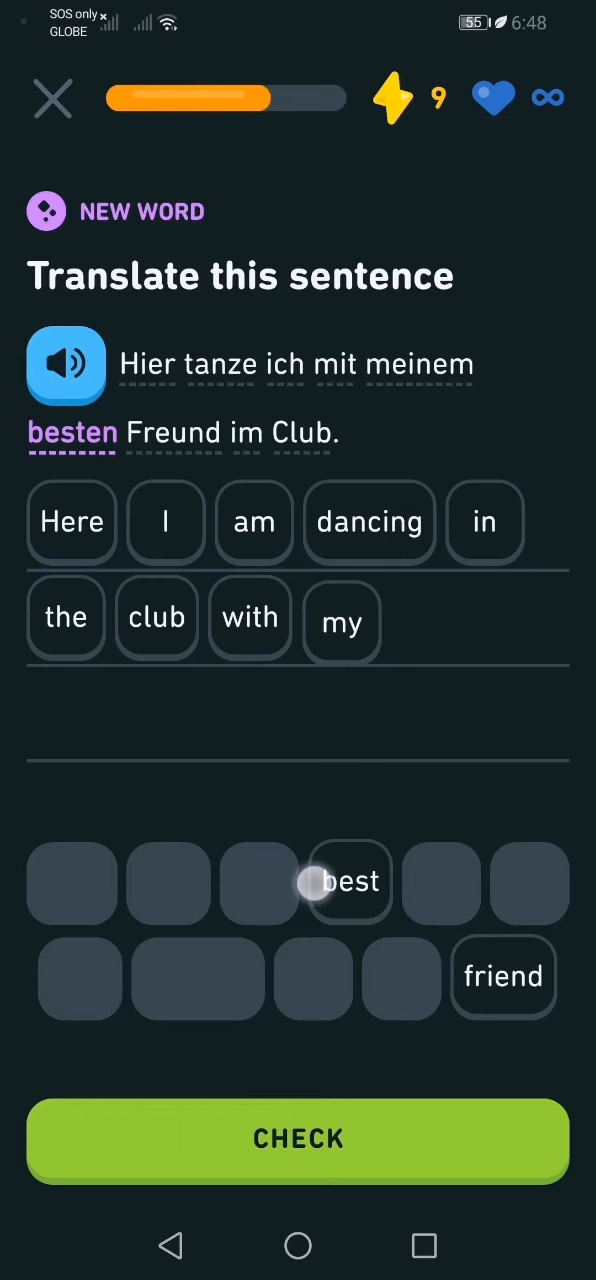 SOS only
GLOBE
55 6:48
9 ∞
NEW WORD
Translate this sentence
Hier tanze ich mit meinem
besten Freund im Club.
Here I am dancing in
the club with my
best
friend
CHECK